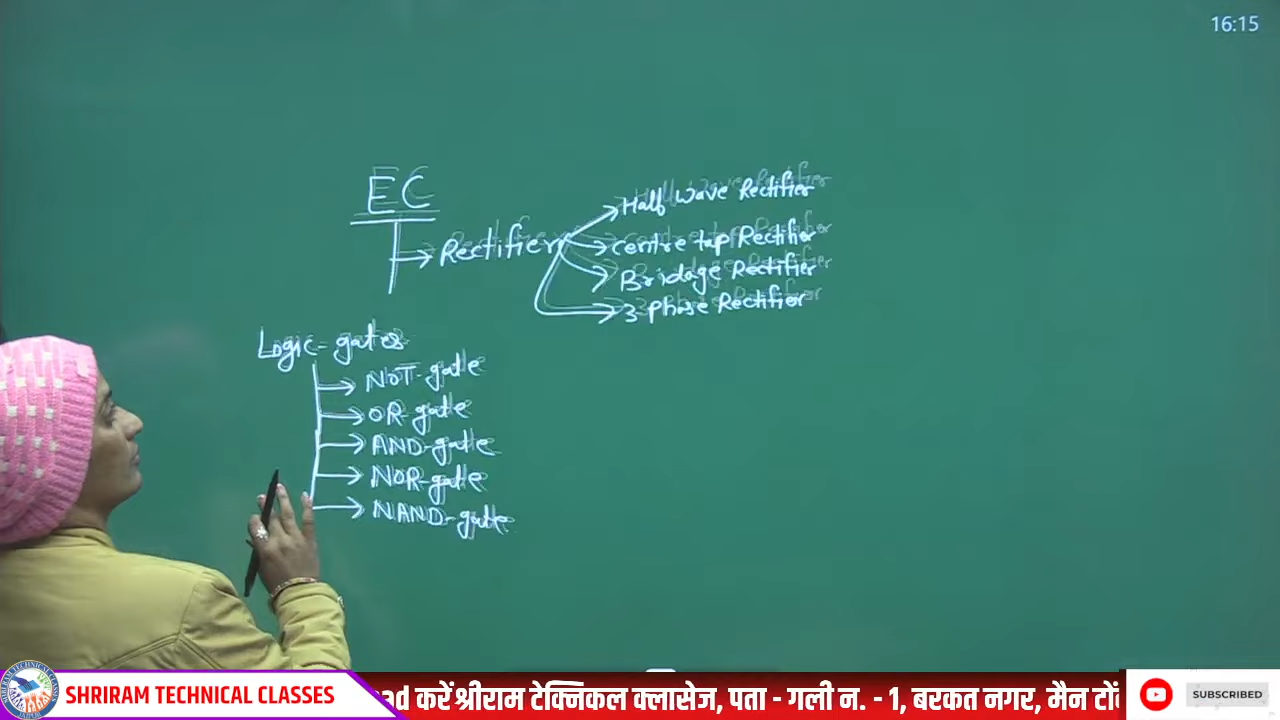 16:15
EC
Rectifier
Half Wave Rectifier
centre tap Rectifier
Bridage Rectifier
3 phase Rectifier
Logic-gates
NOT-gate
OR-gate
AND-gate
NOR-gate
NAND-gate
SHRIRAM TECHNICAL CLASSES
करें श्रीराम टेक्निकल क्लासेज, पता - गली न. - 1, बरकत नगर, मैन
SUBSCRIBED